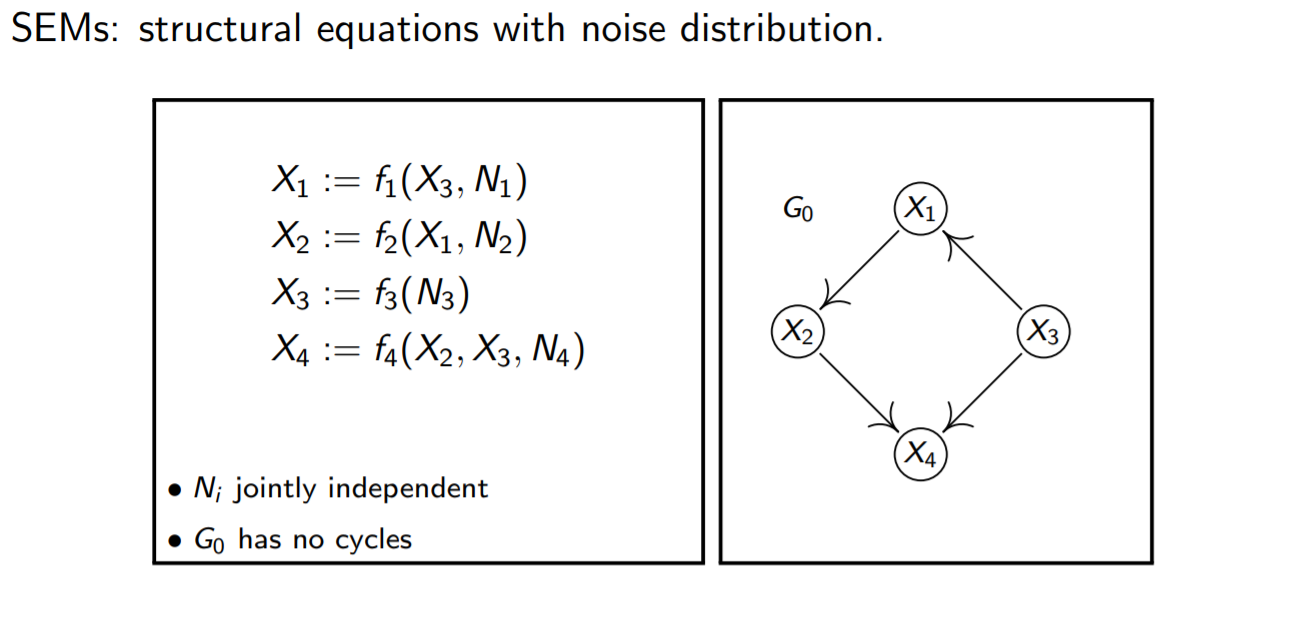 SEMs: structural equations with noise distribution.
X₁ := f₁(X₃, N₁)
X₂ := f₂(X₁, N₂)
X₃ := f₃(N₃)
X₄ := f₄(X₂, X₃, N₄)
• Nᵢ jointly independent
• G₀ has no cycles
G₀
X₁
X₂
X₃
X₄